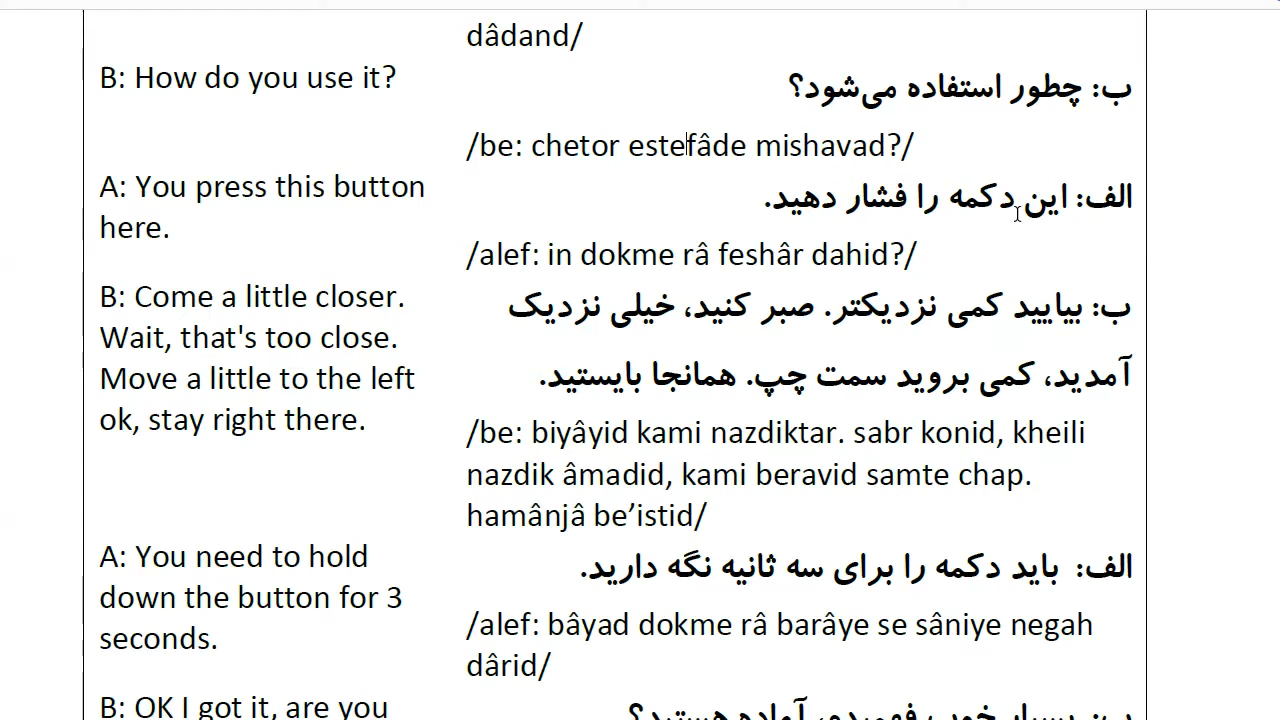 dâdand/
B: How do you use it?
ب: چطور استفاده می‌شود؟
/be: chetor estefâde mishavad?/
A: You press this button
here.
الف: این دکمه را فشار دهید.
/alef: in dokme râ feshâr dahid?/
B: Come a little closer.
Wait, that's too close.
Move a little to the left
ok, stay right there.
ب: بیایید کمی نزدیکتر. صبر کنید، خیلی نزدیک
آمدید، کمی بروید سمت چپ. همانجا بایستید.
/be: biyâyid kami nazdiktar. sabr konid, kheili
nazdik âmadid, kami beravid samte chap.
hamânjâ be’istid/
A: You need to hold
down the button for 3
seconds.
الف: باید دکمه را برای سه ثانیه نگه دارید.
/alef: bâyad dokme râ barâye se sâniye negah
dârid/
B: OK I got it, are you
ب: بسیار خوب فهمیدم، آماده هستید؟